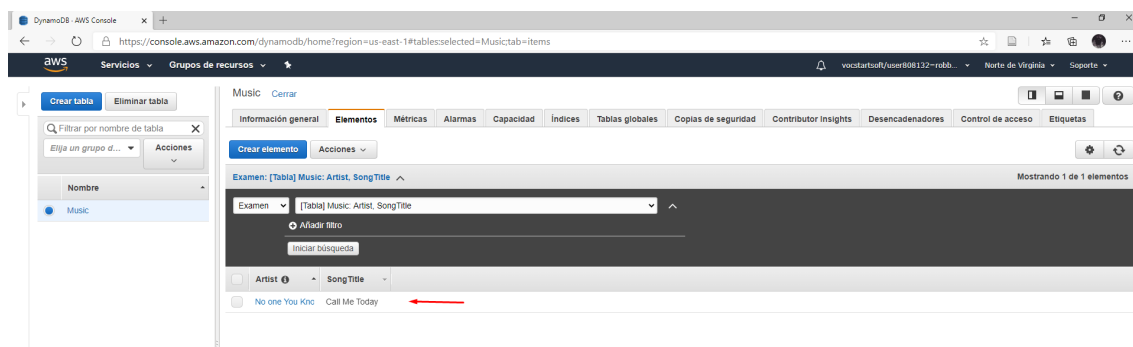 DynamoDB - AWS Console
https://console.aws.amazon.com/dynamodb/home?region=us-east-1#tables:selected=Music;tab=items
aws Servicios Grupos de recursos vocstartsoft/user808132=robb... Norte de Virginia Soporte
Crear tabla Eliminar tabla
Filtrar por nombre de tabla X
Elija un grupo d... Acciones
Nombre
Music
Music Cerrar
Información general Elementos Métricas Alarmas Capacidad Índices Tablas globales Copias de seguridad Contributor Insights Desencadenadores Control de acceso Etiquetas
Crear elemento Acciones
Examen: [Tabla] Music: Artist, SongTitle Mostrando 1 de 1 elementos
Examen [Tabla] Music: Artist, SongTitle
Añadir filtro
Iniciar búsqueda
Artist SongTitle
No one You Knc Call Me Today